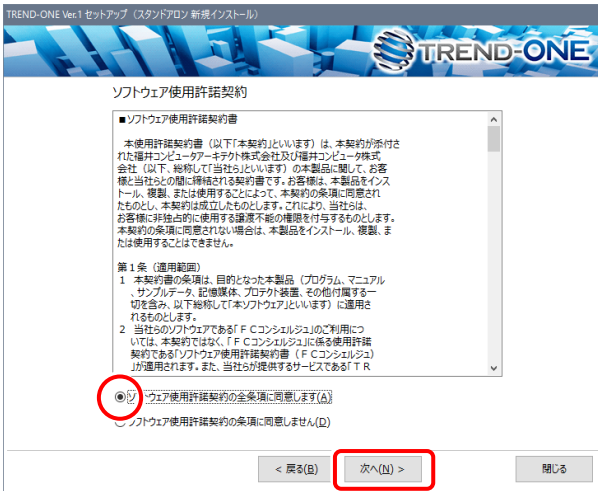 TREND-ONE Ver.1 セットアップ（スタンドアロン 新規インストール）
TREND-ONE
ソフトウェア使用許諾契約
■ソフトウェア使用許諾契約書
本使用許諾契約書（以下「本契約」といいます）は、本契約が添付さ
れた福井コンピュータアーキテクト株式会社及び福井コンピュータ株式
会社（以下、総称して「当社ら」といいます）の本製品に関して、お客
様と当社らとの間に締結される契約書です。お客様は、本製品をインス
トール、複製、または使用することによって、本契約の条項に同意され
たものとし、本契約は成立したものとします。これにより、当社らは、
お客様に非独占的に使用する譲渡不能の権限を付与するものとします。
本契約の条項に同意されない場合は、本製品をインストール、複製、ま
たは使用することはできません。
第１条（適用範囲）
１　本契約書の条項は、目的となった本製品（プログラム、マニュアル
、サンプルデータ、記憶媒体、プロテクト装置、その他付属する一
切を含み、以下総称して「本ソフトウェア」といいます）に適用さ
れるものとします。
２　当社らのソフトウェアである「ＦＣコンシェルジュ」のご利用につ
いては、本契約ではなく、「ＦＣコンシェルジュ」に係る使用許諾
契約である「ソフトウェア使用許諾契約書（ＦＣコンシェルジュ）
」が適用されます。また、当社らが提供するサービスである「ＴＲ
ソフトウェア使用許諾契約の全条項に同意します(A)
ソフトウェア使用許諾契約の条項に同意しません(D)
< 戻る(B)
次へ(N) >
閉じる